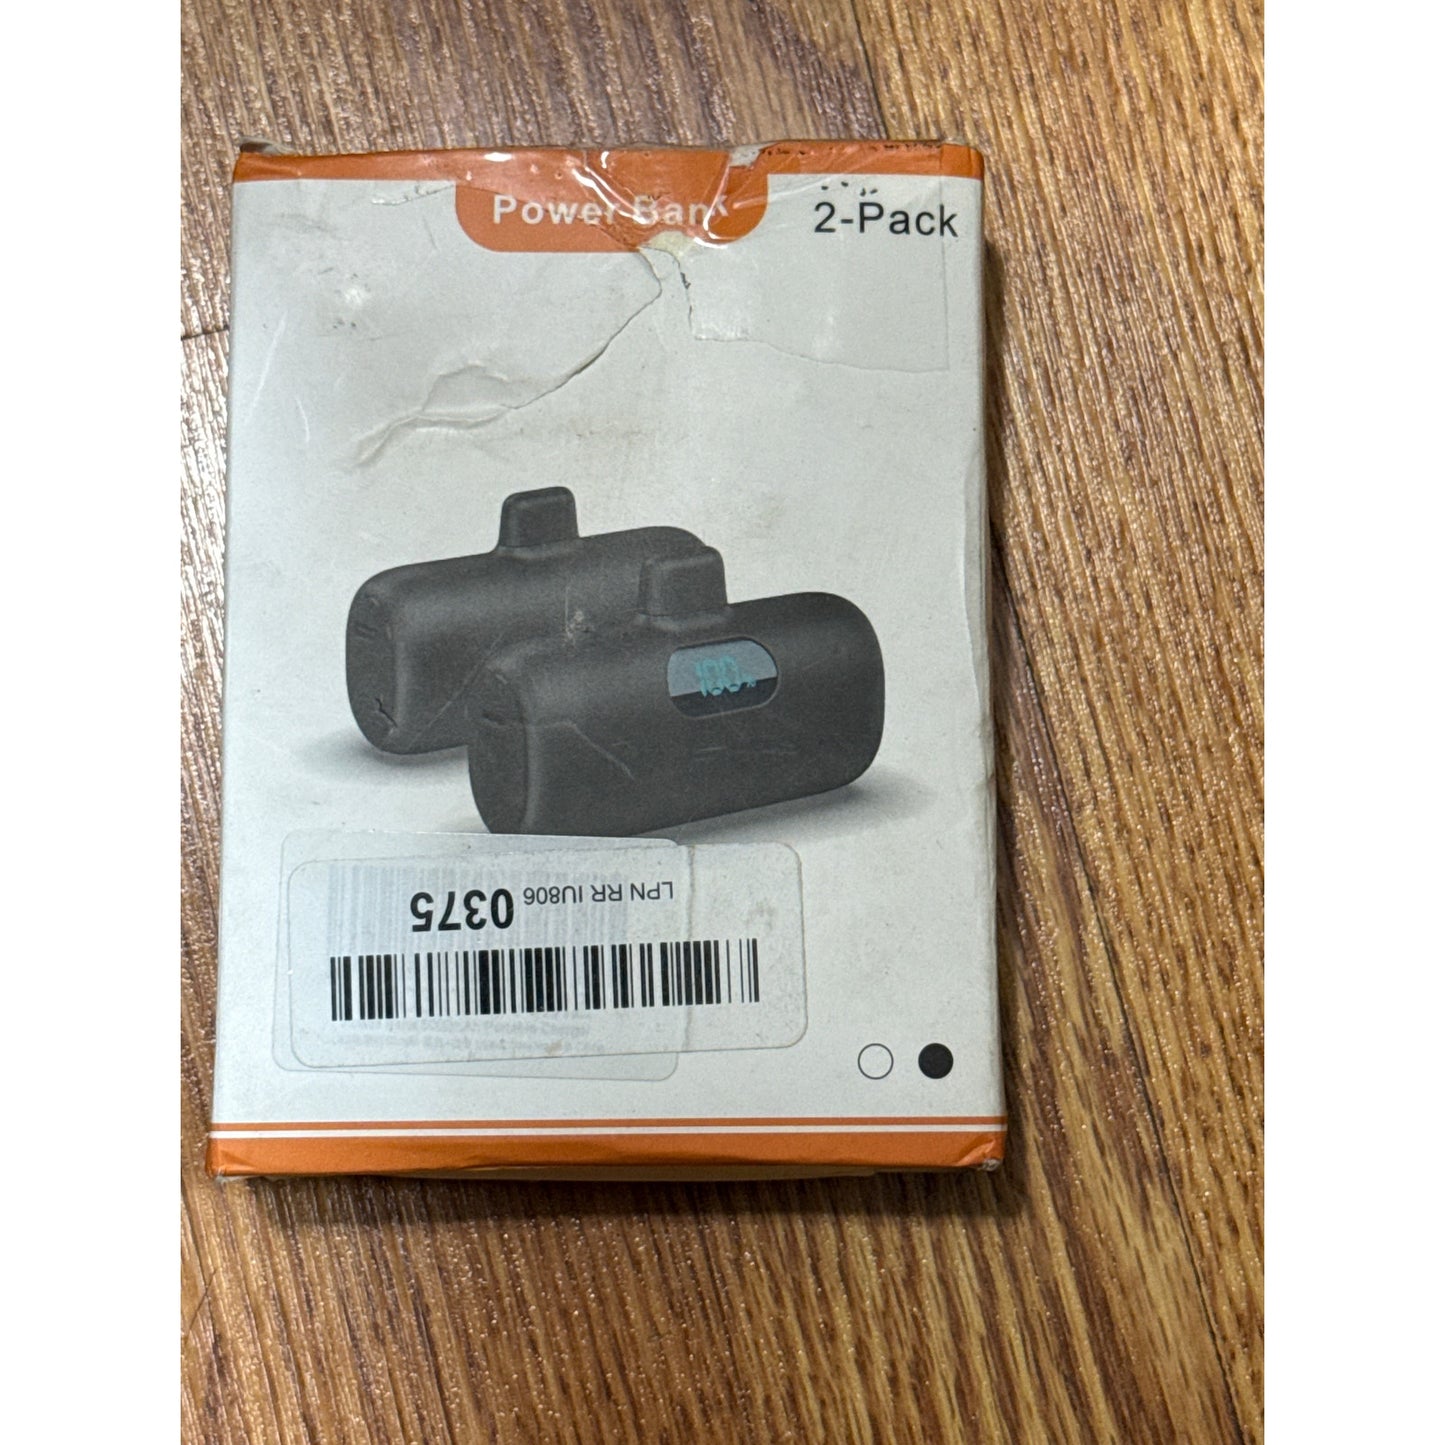 Power Bank
2-Pack
100%
LPN RR IU806 0375